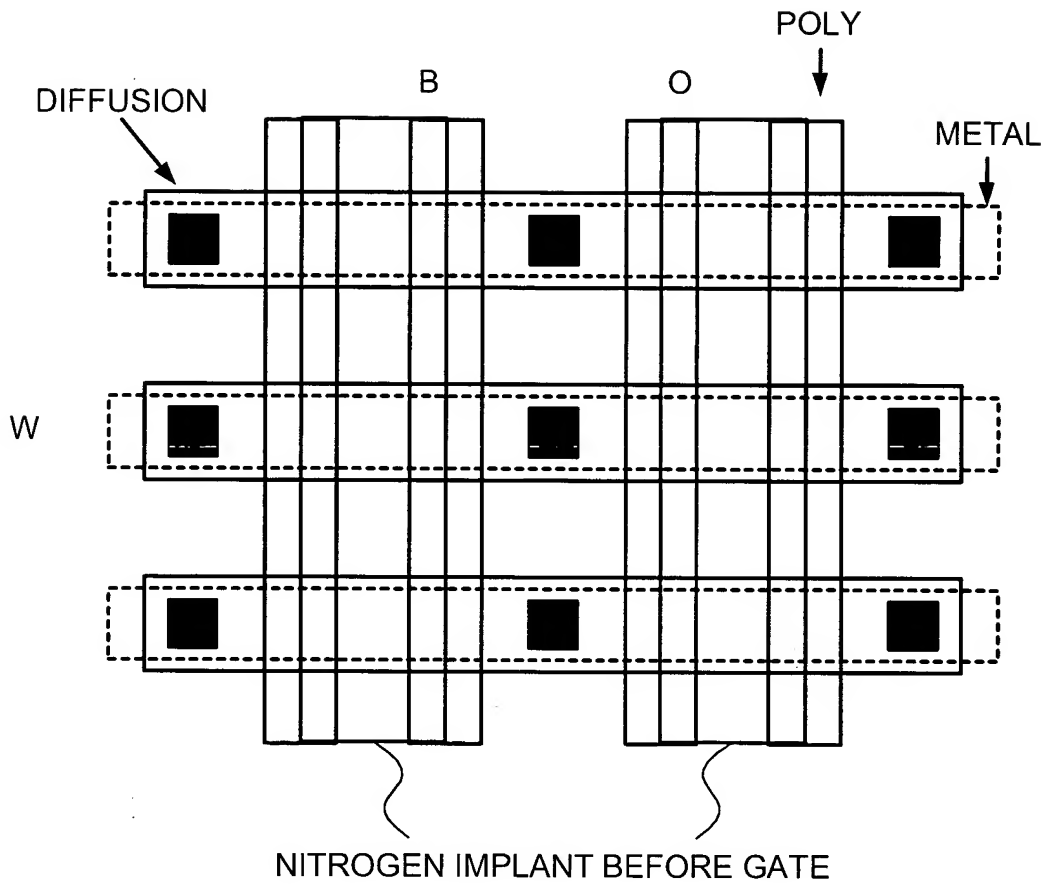 POLY
B
O
DIFFUSION
METAL
W
NITROGEN IMPLANT BEFORE GATE